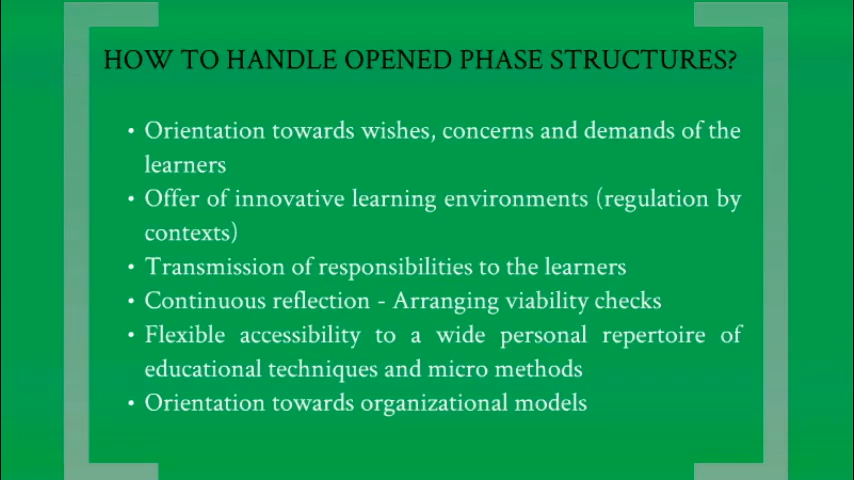 HOW TO HANDLE OPENED PHASE STRUCTURES?
• Orientation towards wishes, concerns and demands of the
learners
• Offer of innovative learning environments (regulation by
contexts)
• Transmission of responsibilities to the learners
• Continuous reflection - Arranging viability checks
• Flexible accessibility to a wide personal repertoire of
educational techniques and micro methods
• Orientation towards organizational models